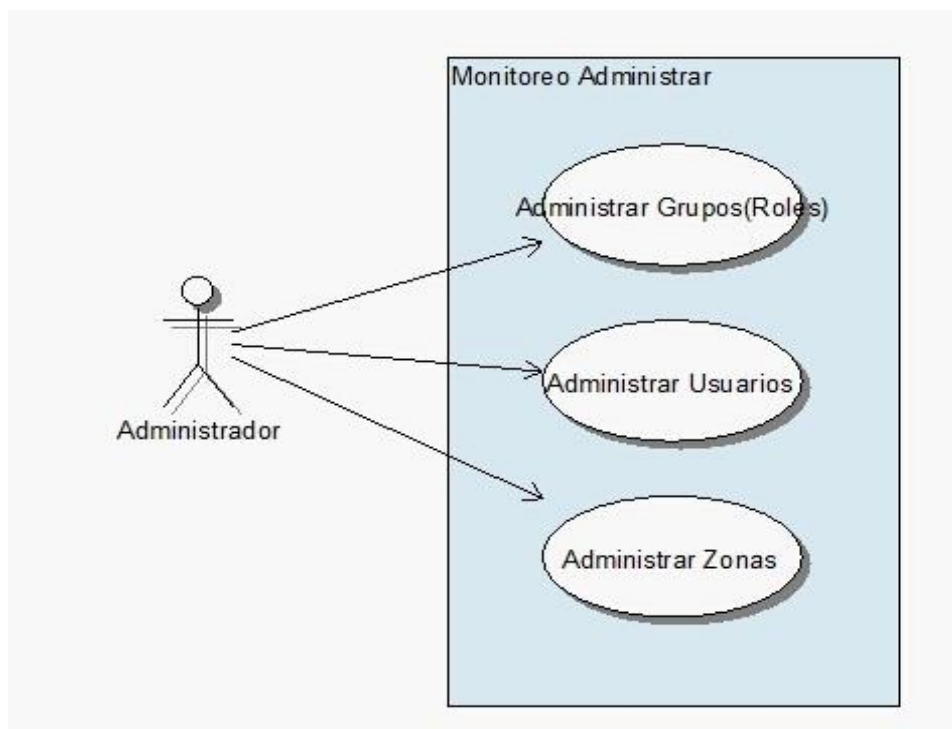 Monitoreo Administrar
Administrar Grupos(Roles)
Administrar Usuarios
Administrador
Administrar Zonas